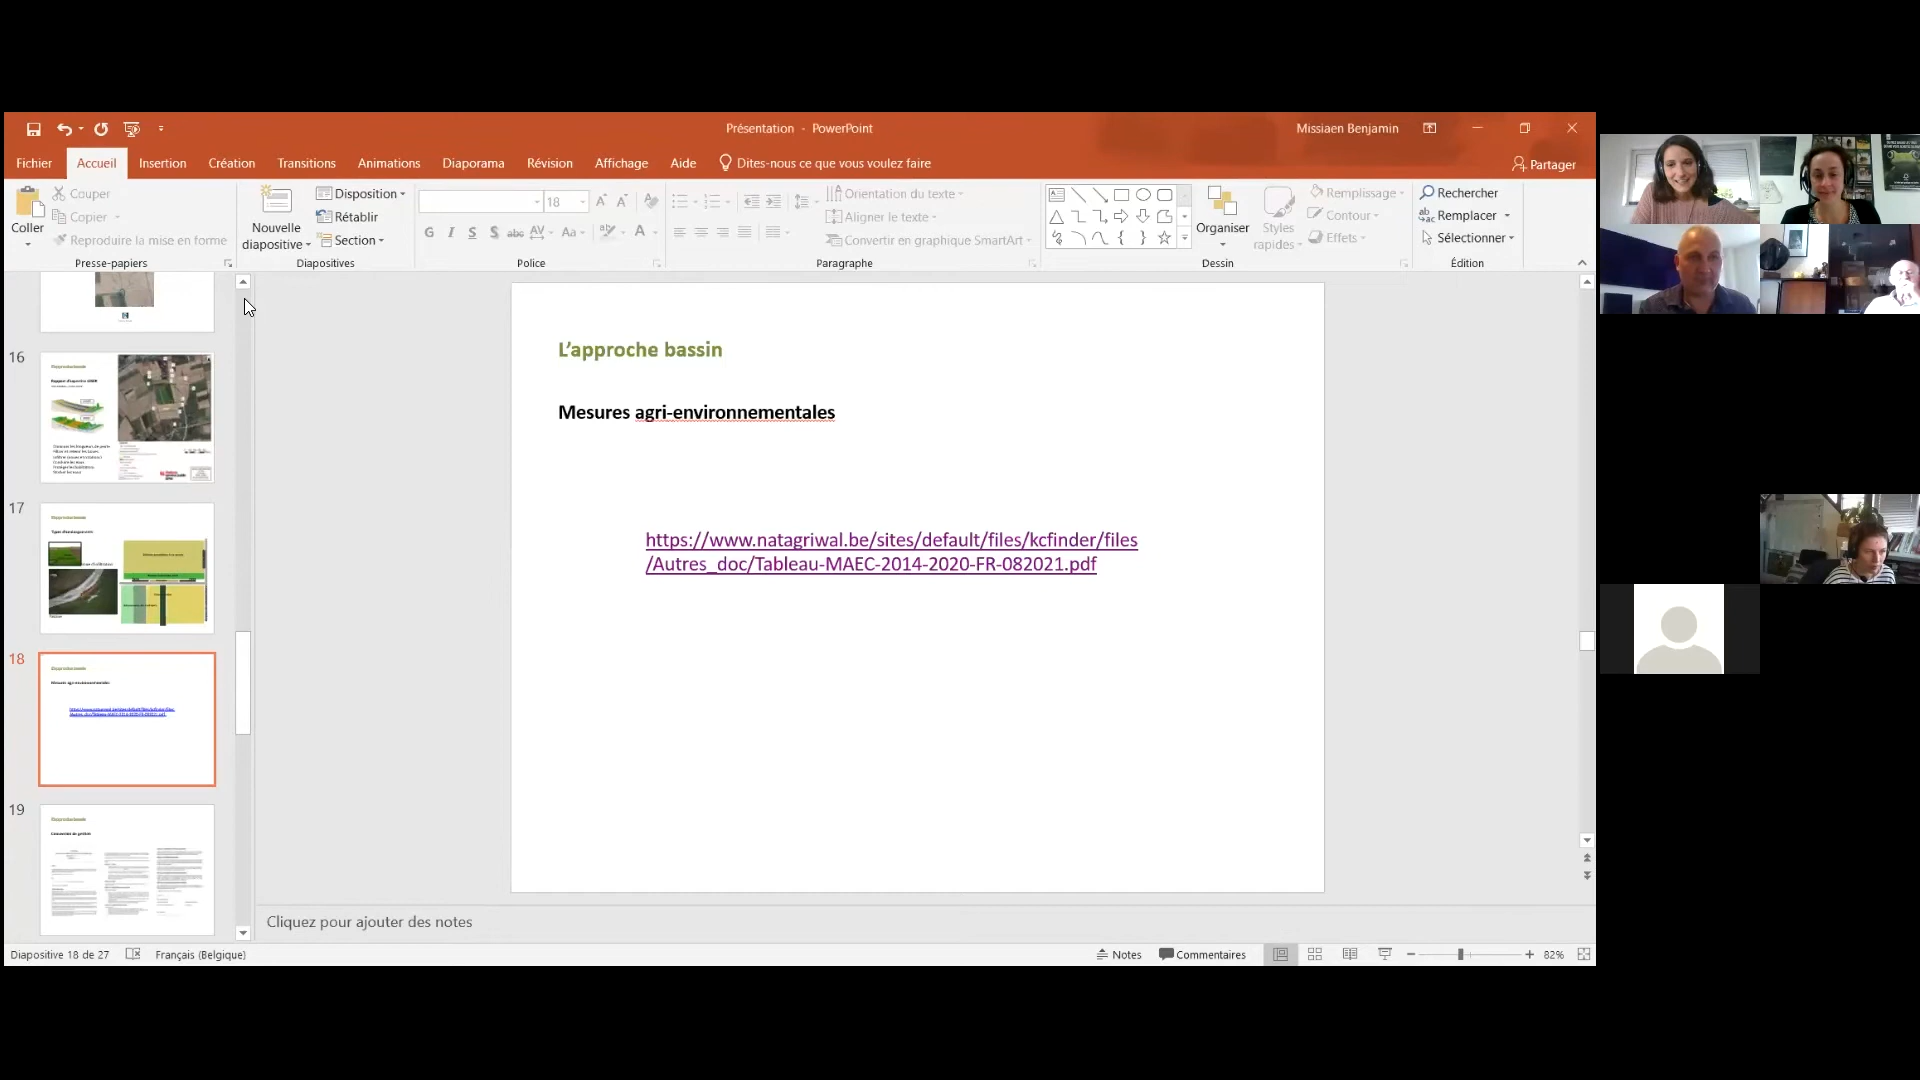 Présentation - PowerPoint
Missiaen Benjamin
Fichier Accueil Insertion Création Transitions Animations Diaporama Révision Affichage Aide Dites-nous ce que vous voulez faire Partager
Coller
Couper
Copier
Reproduire la mise en forme
Presse-papiers
Nouvelle
diapositive
Disposition
Rétablir
Section
Diapositives
18
G I S S abc AV Aa A
Police
Orientation du texte
Aligner le texte
Convertir en graphique SmartArt
Paragraphe
Organiser
Styles
rapides
Remplissage
Contour
Effets
Dessin
Rechercher
Remplacer
Sélectionner
Édition
16
17
18
19
L'approche bassin
Mesures agri-environnementales
https://www.natagriwal.be/sites/default/files/kcfinder/files
/Autres_doc/Tableau-MAEC-2014-2020-FR-082021.pdf
Cliquez pour ajouter des notes
Diapositive 18 de 27
Français (Belgique)
Notes
Commentaires
82%